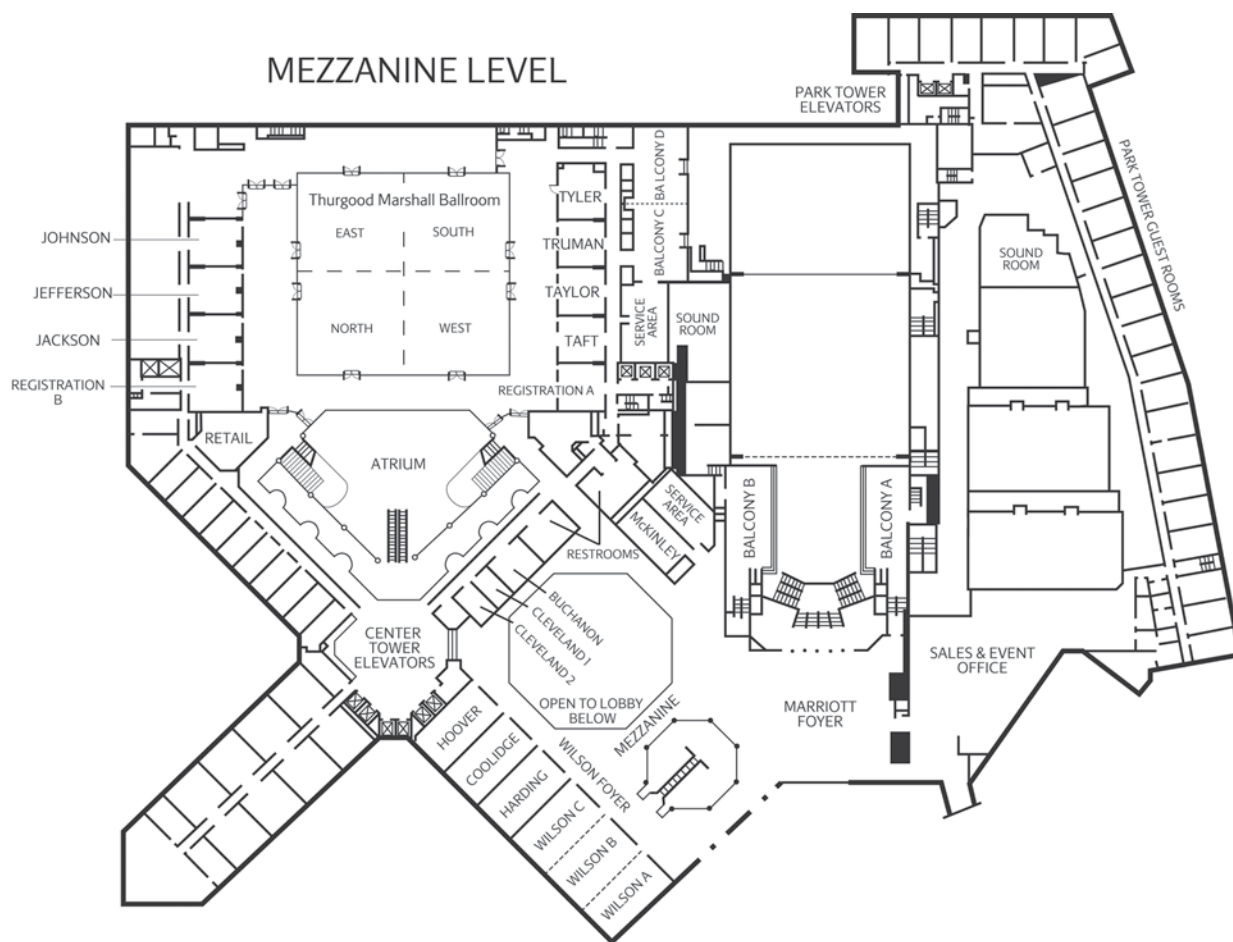 MEZZANINE LEVEL
PARK TOWER
ELEVATORS
PARK TOWER GUEST ROOMS
Thurgood Marshall Ballroom
EAST
SOUTH
NORTH
WEST
JOHNSON
JEFFERSON
JACKSON
REGISTRATION
B
TYLER
TRUMAN
TAYLOR
TAFT
REGISTRATION A
BALCONY D
BALCONY C
SERVICE
AREA
SOUND
ROOM
SOUND
ROOM
RETAIL
ATRIUM
SERVICE
AREA
McKINLEY
RESTROOMS
BALCONY B
BALCONY A
BUCHANON
CLEVELAND 1
CLEVELAND 2
CENTER
TOWER
ELEVATORS
OPEN TO LOBBY
BELOW
MEZZANINE
SALES & EVENT
OFFICE
MARRIOTT
FOYER
HOOVER
COOLIDGE
HARDING
WILSON FOYER
WILSON C
WILSON B
WILSON A